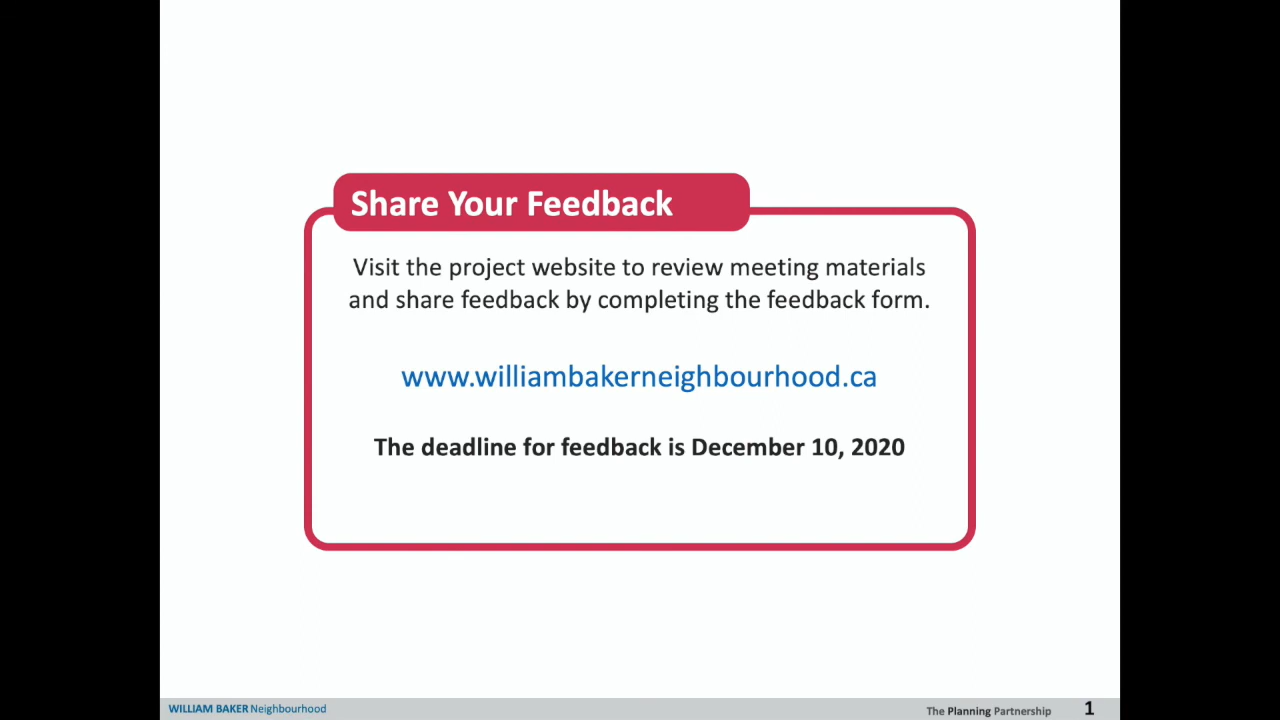 Share Your Feedback
Visit the project website to review meeting materials
and share feedback by completing the feedback form.
www.williambakerneighbourhood.ca
The deadline for feedback is December 10, 2020
WILLIAM BAKER Neighbourhood
The Planning Partnership
1